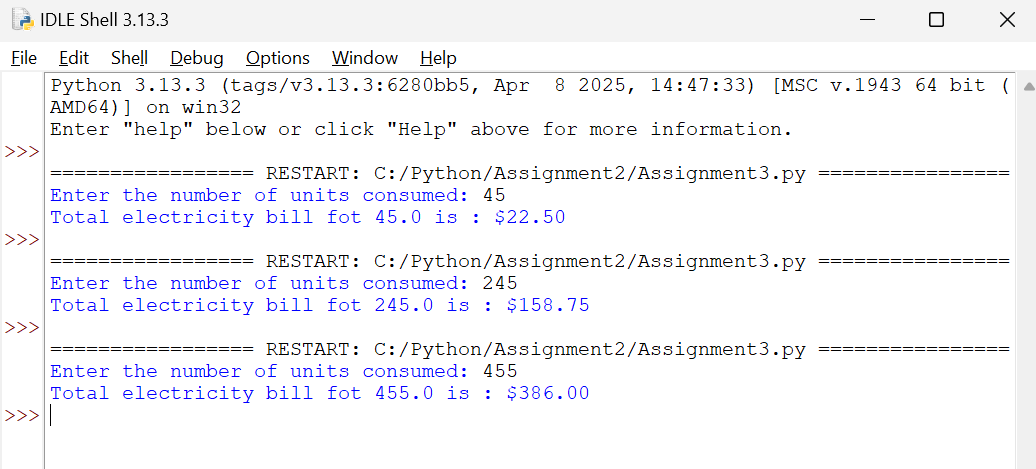 IDLE Shell 3.13.3
File Edit Shell Debug Options Window Help
Python 3.13.3 (tags/v3.13.3:6280bb5, Apr  8 2025, 14:47:33) [MSC v.1943 64 bit (
AMD64)] on win32
Enter "help" below or click "Help" above for more information.
>>>
================= RESTART: C:/Python/Assignment2/Assignment3.py ================
Enter the number of units consumed: 45
Total electricity bill fot 45.0 is : $22.50
>>>
================= RESTART: C:/Python/Assignment2/Assignment3.py ================
Enter the number of units consumed: 245
Total electricity bill fot 245.0 is : $158.75
>>>
================= RESTART: C:/Python/Assignment2/Assignment3.py ================
Enter the number of units consumed: 455
Total electricity bill fot 455.0 is : $386.00
>>>